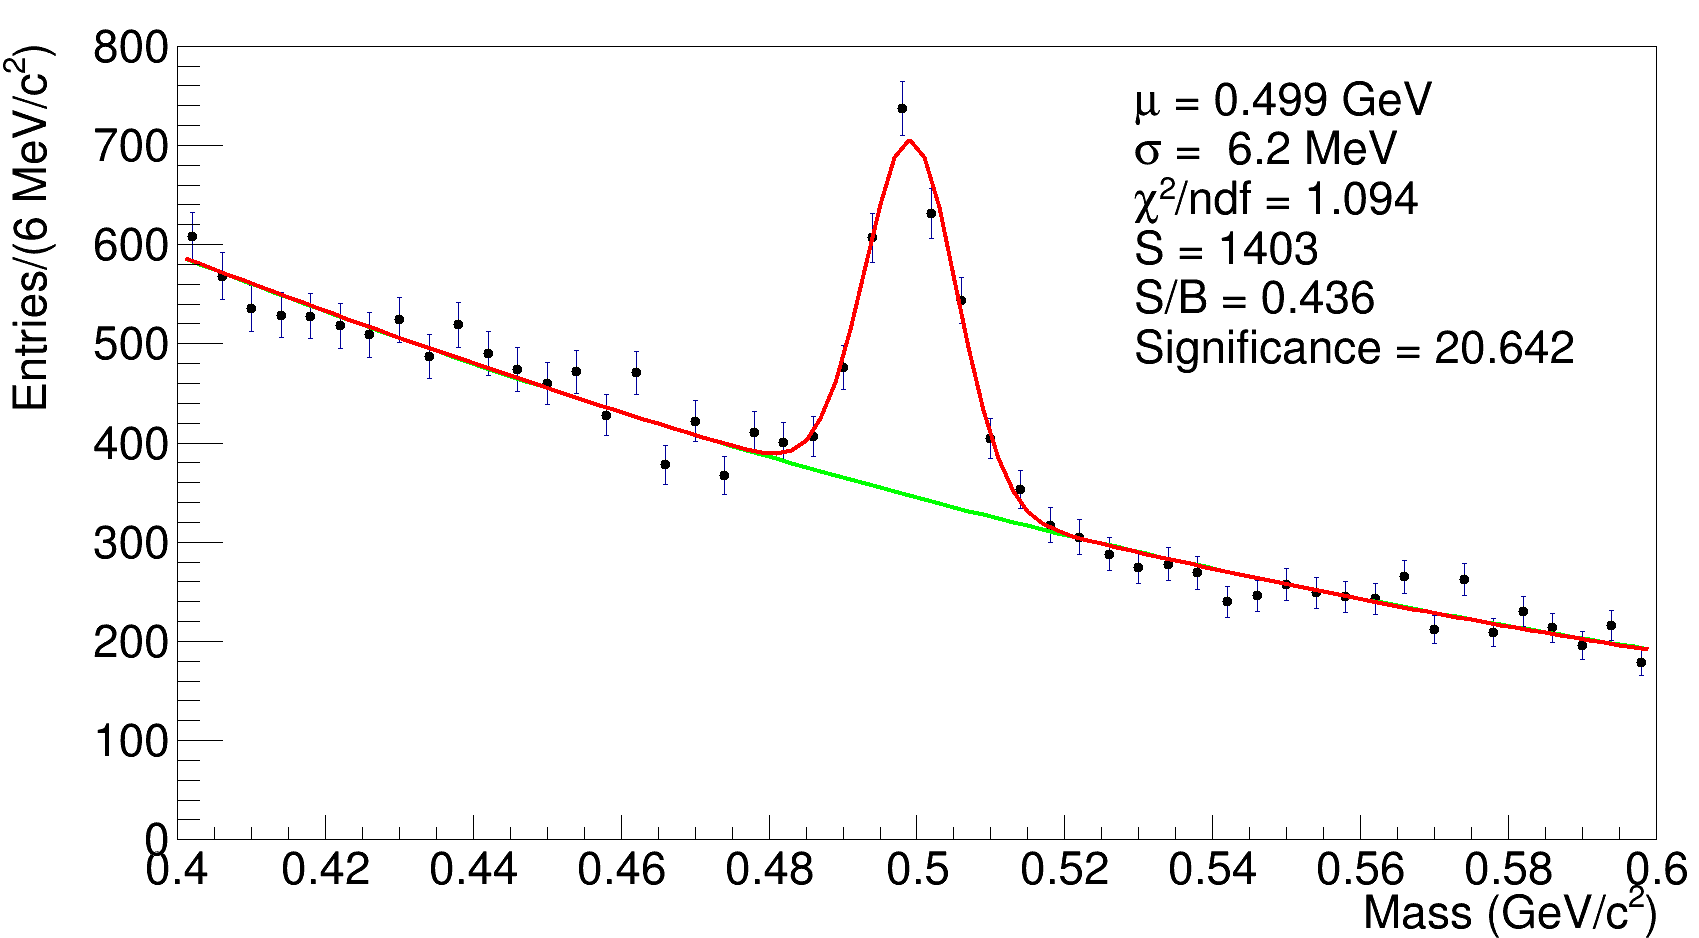 Entries/(6 MeV/c²)
800
700
600
500
400
300
200
100
0
μ = 0.499 GeV
σ = 6.2 MeV
χ²/ndf = 1.094
S = 1403
S/B = 0.436
Significance = 20.642
0.4 0.42 0.44 0.46 0.48 0.5 0.52 0.54 0.56 0.58 0.6
Mass (GeV/c²)